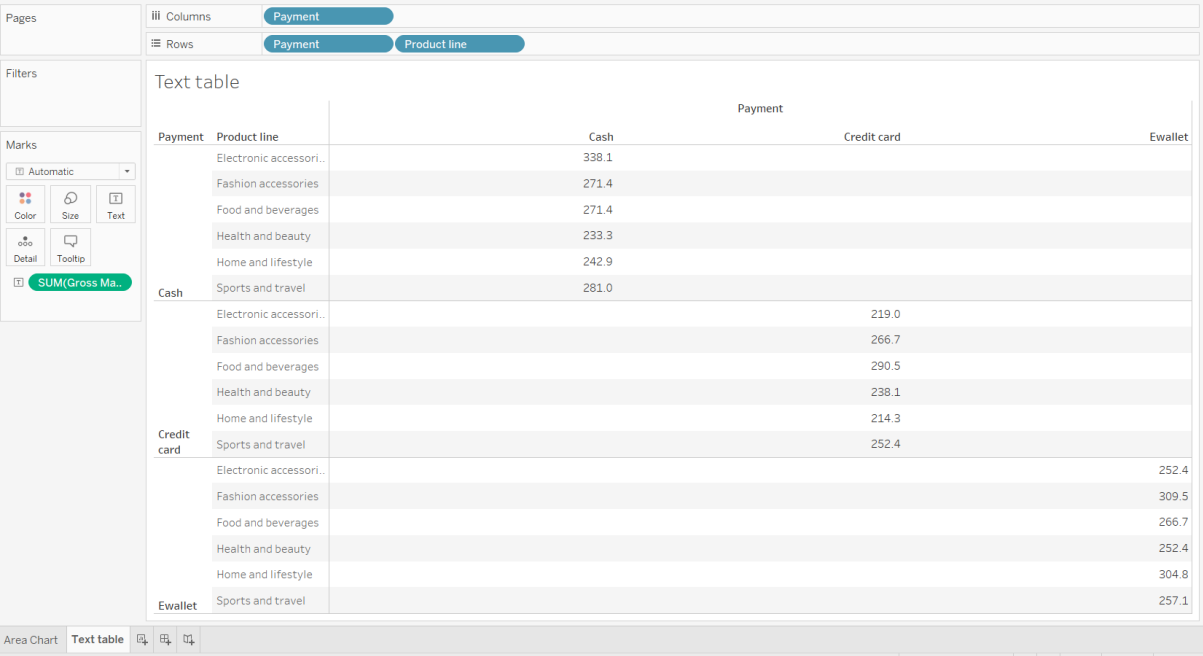 Pages
Columns
Payment
Rows
Payment Product line
Filters
Marks
Automatic
Color Size Text
Detail Tooltip
SUM(Gross Ma..
Text table
Payment
Payment Product line Cash Credit card Ewallet
Electronic accessori.. 338.1
Fashion accessories 271.4
Food and beverages 271.4
Health and beauty 233.3
Home and lifestyle 242.9
Cash Sports and travel 281.0
Electronic accessori.. 219.0
Fashion accessories 266.7
Food and beverages 290.5
Health and beauty 238.1
Home and lifestyle 214.3
Credit
card Sports and travel 252.4
Electronic accessori.. 252.4
Fashion accessories 309.5
Food and beverages 266.7
Health and beauty 252.4
Home and lifestyle 304.8
Ewallet Sports and travel 257.1
Area Chart Text table